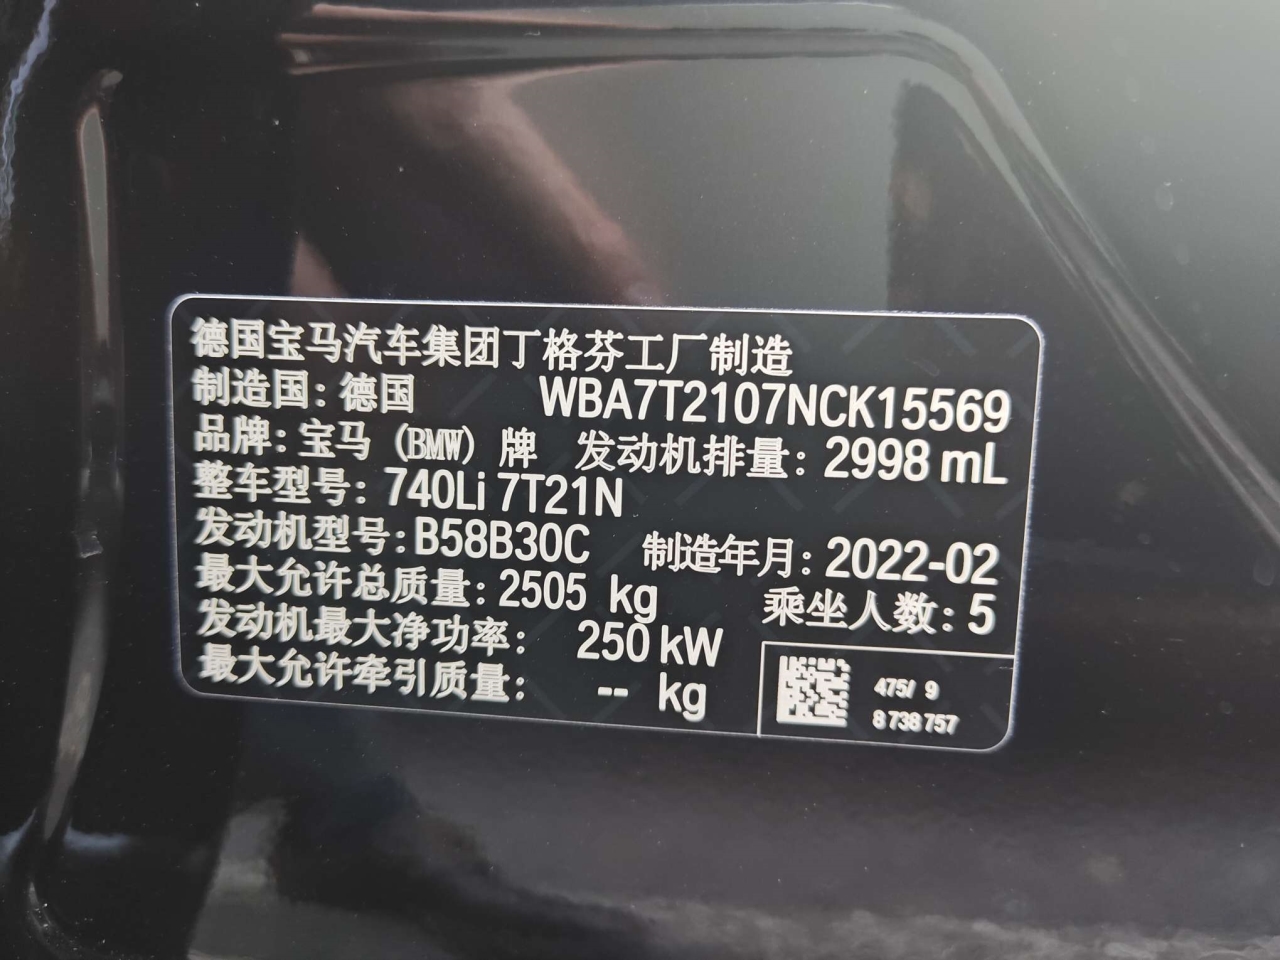 德国宝马汽车集团丁格芬工厂制造
制造国：德国 WBA7T2107NCK15569
品牌：宝马 (BMW) 牌 发动机排量：2998 mL
整车型号：740Li 7T21N
发动机型号：B58B30C 制造年月：2022-02
最大允许总质量：2505 kg 乘坐人数：5
发动机最大净功率： 250 kW
最大允许牵引质量： -- kg
475/ 9
8 738 757